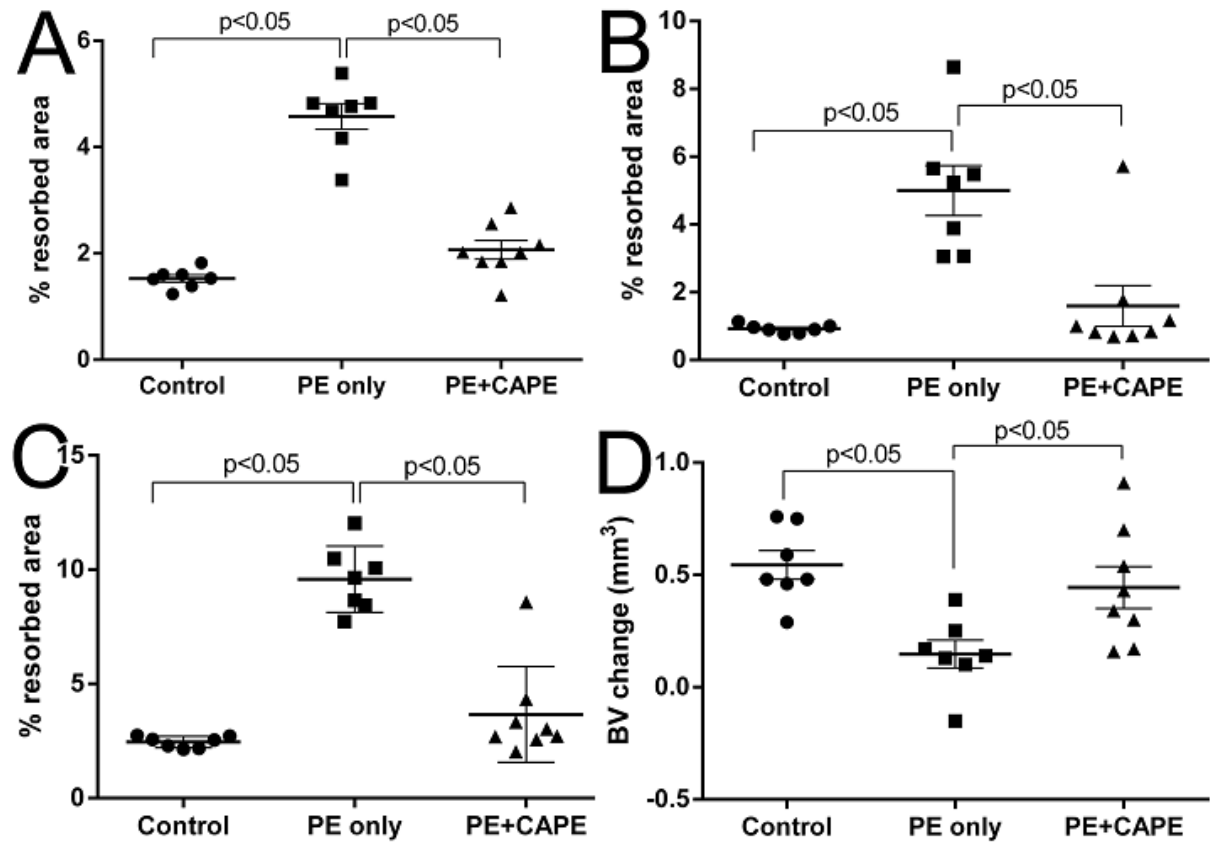 A
% resorbed area
6
4
2
0
p<0.05
p<0.05
Control
PE only
PE+CAPE
B
% resorbed area
10
8
6
4
2
0
p<0.05
p<0.05
Control
PE only
PE+CAPE
C
% resorbed area
15
10
5
0
p<0.05
p<0.05
Control
PE only
PE+CAPE
D
BV change (mm³)
1.0
0.5
0.0
-0.5
p<0.05
p<0.05
Control
PE only
PE+CAPE